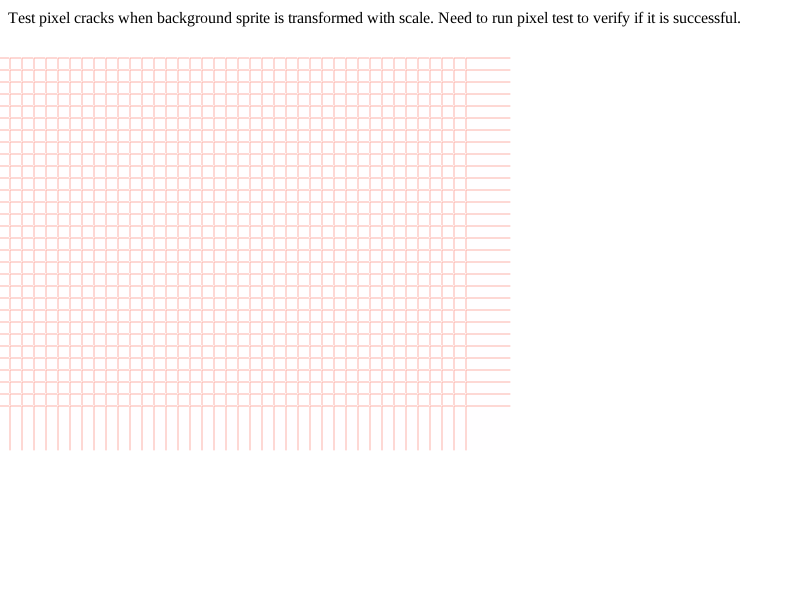 Test pixel cracks when background sprite is transformed with scale. Need to run pixel test to verify if it is successful.